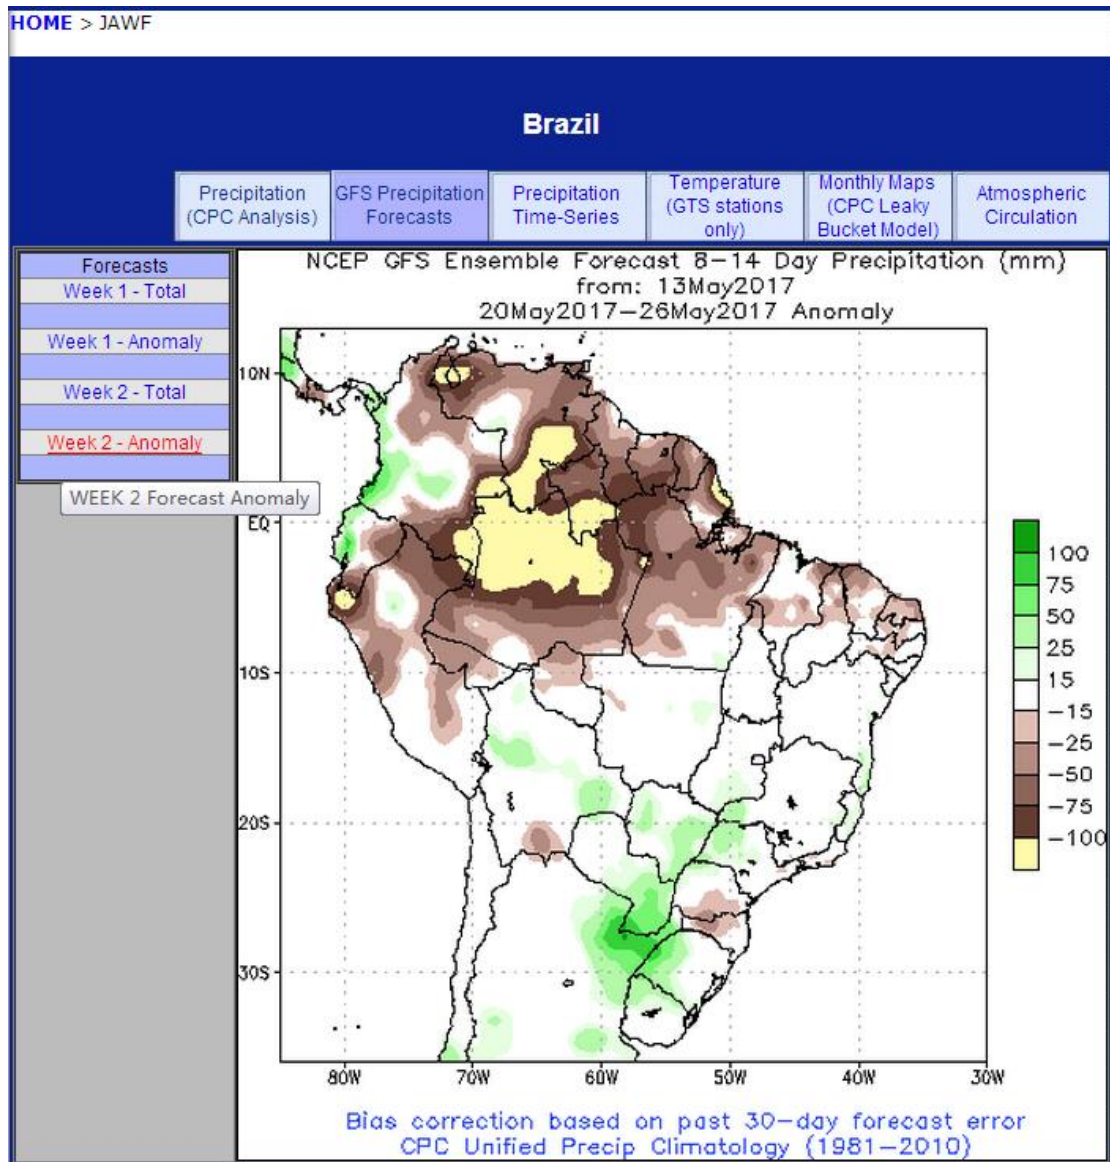 HOME > JAWF
Brazil
Precipitation
(CPC Analysis)
GFS Precipitation
Forecasts
Precipitation
Time-Series
Temperature
(GTS stations
only)
Monthly Maps
(CPC Leaky
Bucket Model)
Atmospheric
Circulation
Forecasts
Week 1 - Total
Week 1 - Anomaly
Week 2 - Total
Week 2 - Anomaly
WEEK 2 Forecast Anomaly
NCEP GFS Ensemble Forecast 8-14 Day Precipitation (mm)
from: 13May2017
20May2017-26May2017 Anomaly
10N
EQ
10S
20S
30S
80W 70W 60W 50W 40W 30W
100
75
50
25
15
-15
-25
-50
-75
-100
Bias correction based on past 30-day forecast error
CPC Unified Precip Climatology (1981-2010)